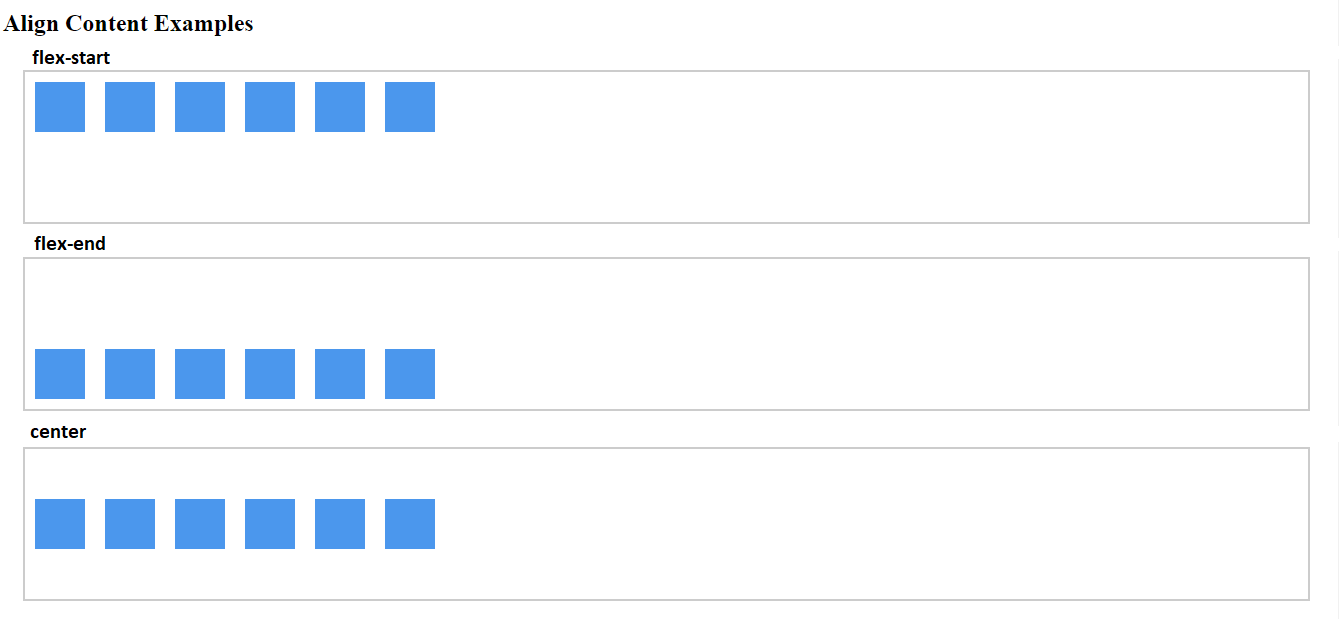 Align Content Examples
flex-start
flex-end
center